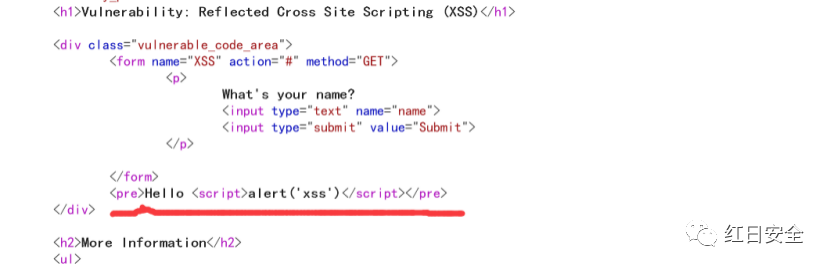 <h1>Vulnerability: Reflected Cross Site Scripting (XSS)</h1>
<div class="vulnerable_code_area">
<form name="XSS" action="#" method="GET">
<p>
What's your name?
<input type="text" name="name">
<input type="submit" value="Submit">
</p>
</form>
<pre>Hello <script>alert('xss')</script></pre>
</div>
<h2>More Information</h2>
<ul>
红日安全